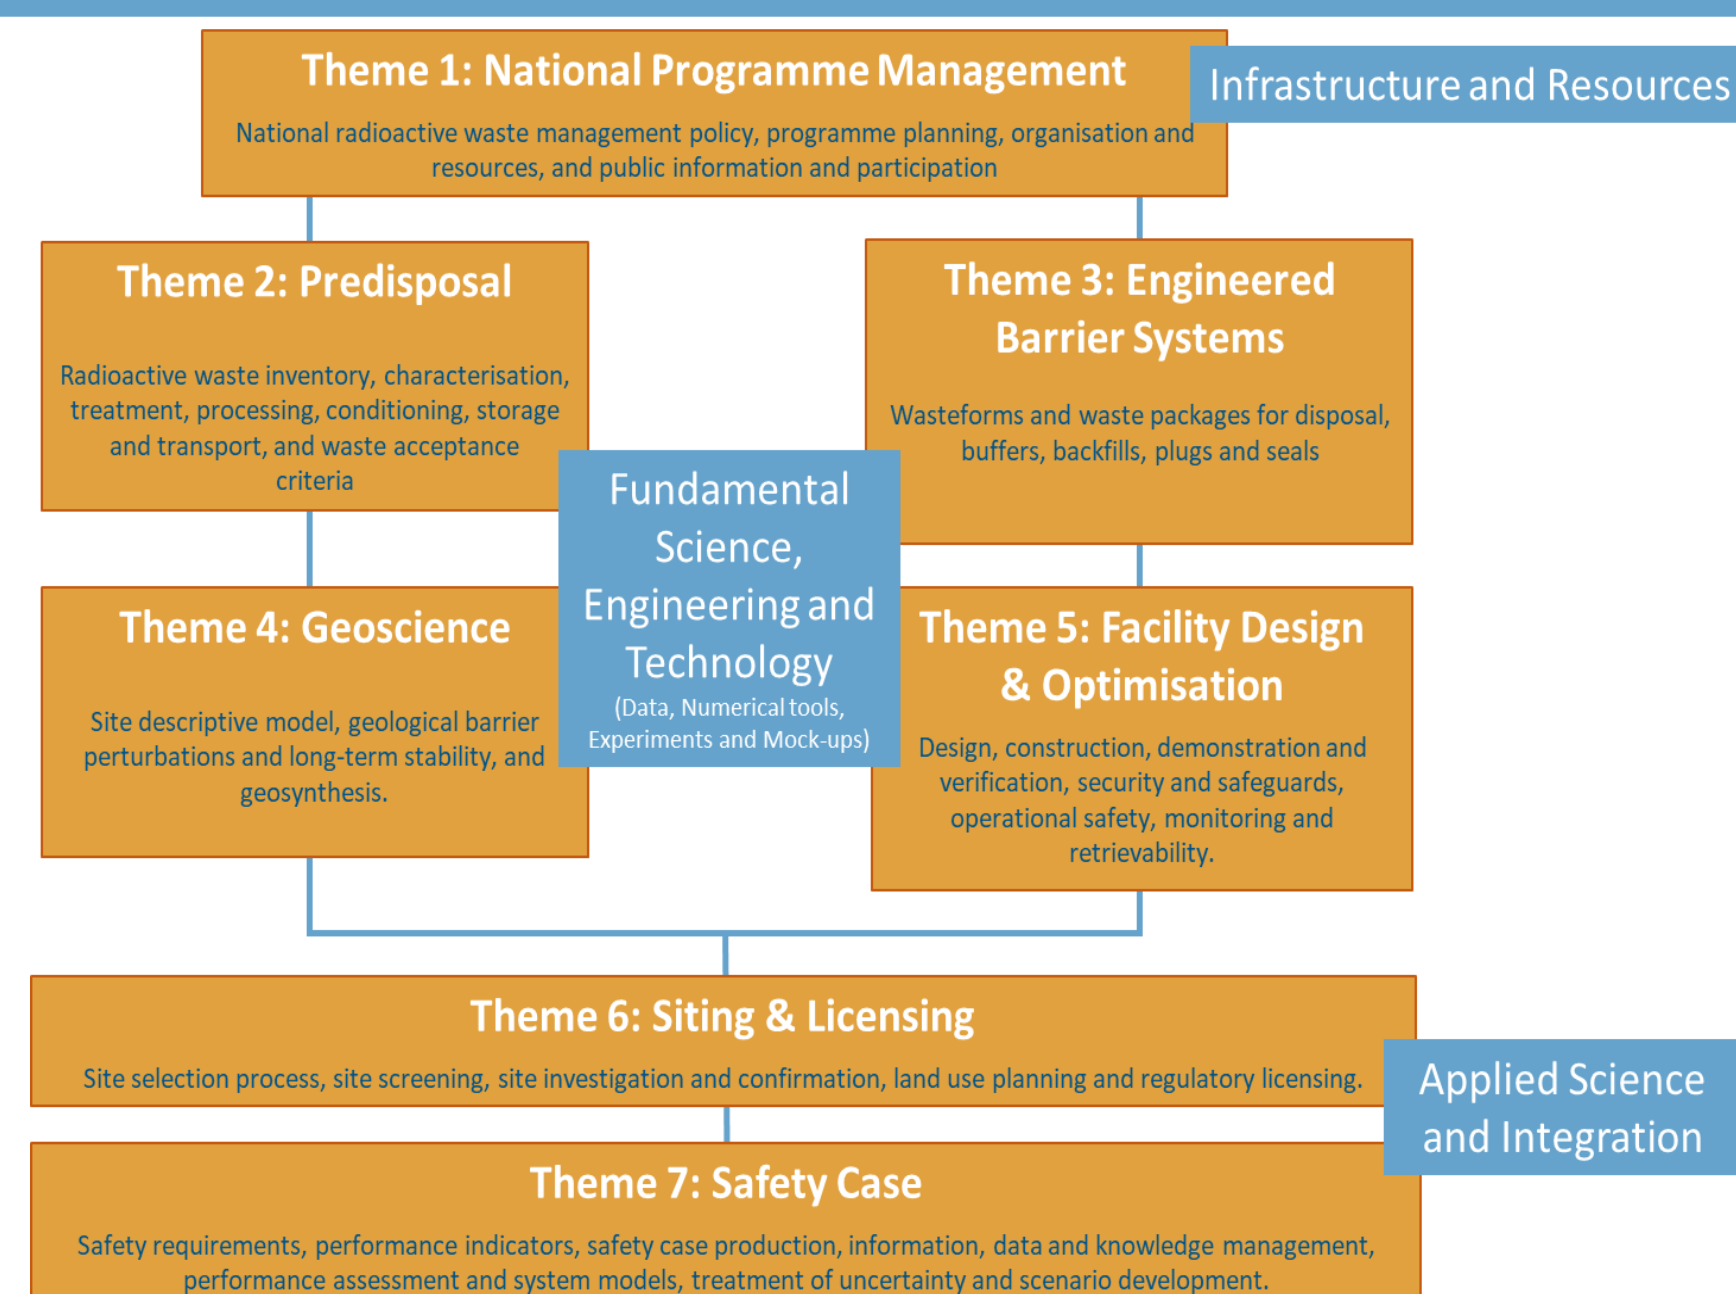 Theme 1: National Programme Management
National radioactive waste management policy, programme planning, organisation and
resources, and public information and participation
Infrastructure and Resources
Theme 2: Predisposal
Radioactive waste inventory, characterisation,
treatment, processing, conditioning, storage
and transport, and waste acceptance
criteria
Theme 3: Engineered
Barrier Systems
Wasteforms and waste packages for disposal,
buffers, backfills, plugs and seals
Fundamental
Science,
Engineering and
Technology
(Data, Numerical tools,
Experiments and Mock-ups)
Theme 4: Geoscience
Site descriptive model, geological barrier
perturbations and long-term stability, and
geosynthesis.
Theme 5: Facility Design
& Optimisation
Design, construction, demonstration and
verification, security and safeguards,
operational safety, monitoring and
retrievability.
Theme 6: Siting & Licensing
Site selection process, site screening, site investigation and confirmation, land use planning and regulatory licensing.
Applied Science
and Integration
Theme 7: Safety Case
Safety requirements, performance indicators, safety case production, information, data and knowledge management,
performance assessment and system models, treatment of uncertainty and scenario development.